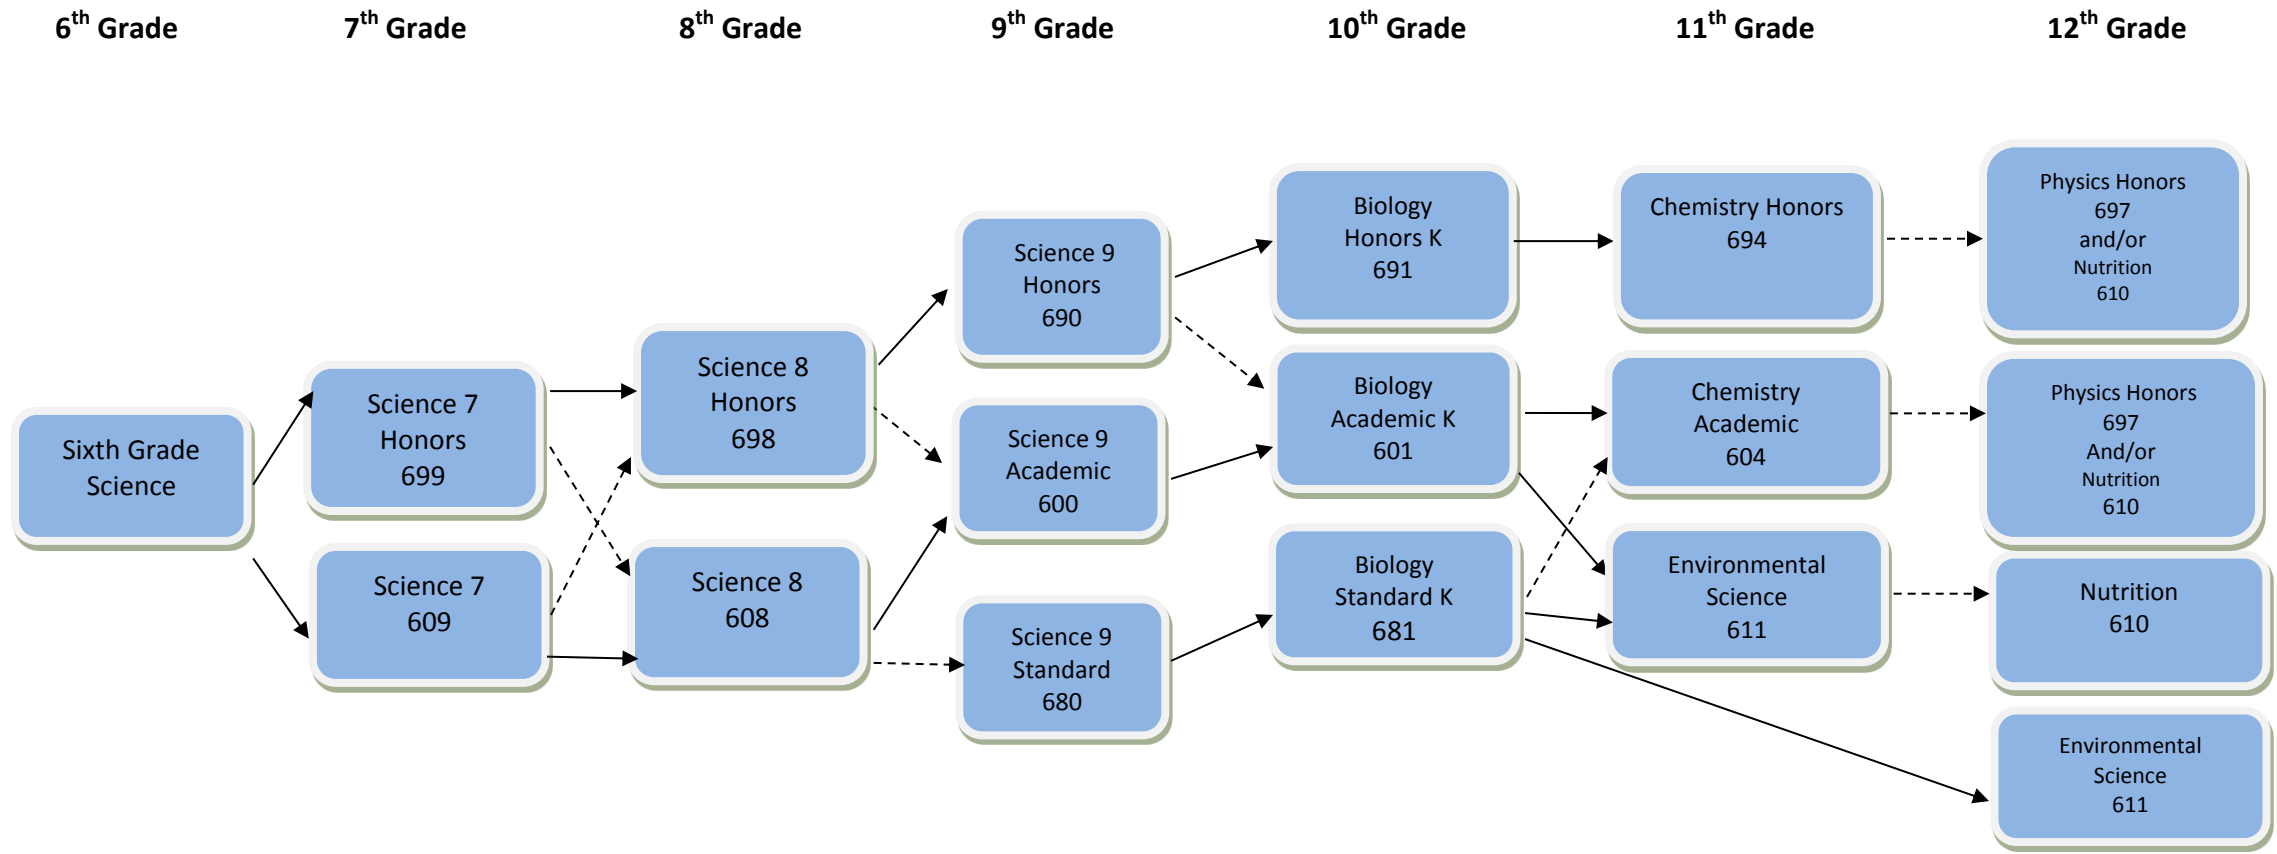 6th Grade
7th Grade
8th Grade
9th Grade
10th Grade
11th Grade
12th Grade
Sixth Grade
Science
Science 7
Honors
699
Science 7
609
Science 8
Honors
698
Science 8
608
Science 9
Honors
690
Science 9
Academic
600
Science 9
Standard
680
Biology
Honors K
691
Biology
Academic K
601
Biology
Standard K
681
Chemistry Honors
694
Chemistry
Academic
604
Environmental
Science
611
Physics Honors
697
and/or
Nutrition
610
Physics Honors
697
And/or
Nutrition
610
Nutrition
610
Environmental
Science
611